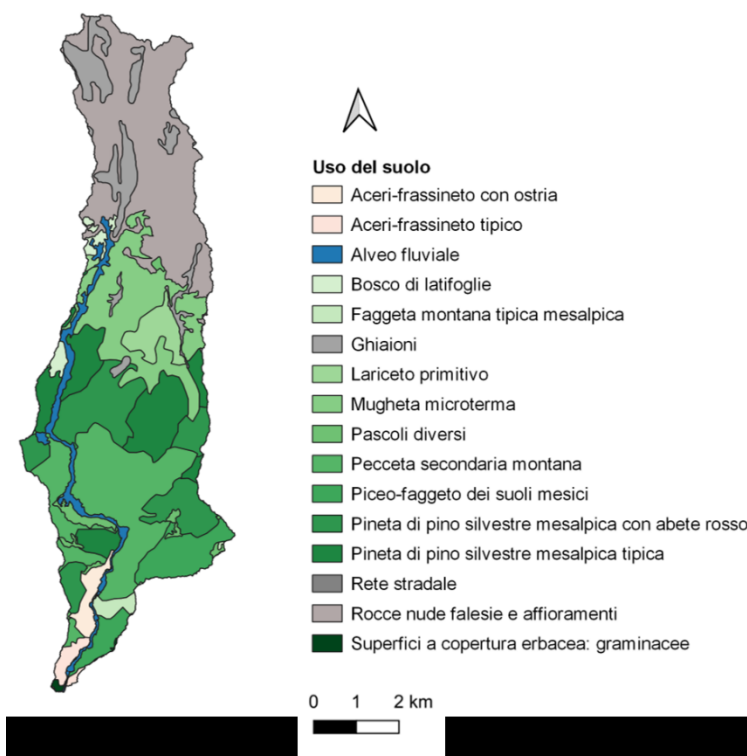 Uso del suolo
Aceri-frassineto con ostria
Aceri-frassineto tipico
Alveo fluviale
Bosco di latifoglie
Faggeta montana tipica mesalpica
Ghiaioni
Lariceto primitivo
Mugheta microterma
Pascoli diversi
Pecceta secondaria montana
Piceo-faggeto dei suoli mesici
Pineta di pino silvestre mesalpica con abete rosso
Pineta di pino silvestre mesalpica tipica
Rete stradale
Rocce nude falesie e affioramenti
Superfici a copertura erbacea: graminacee
0 1 2 km